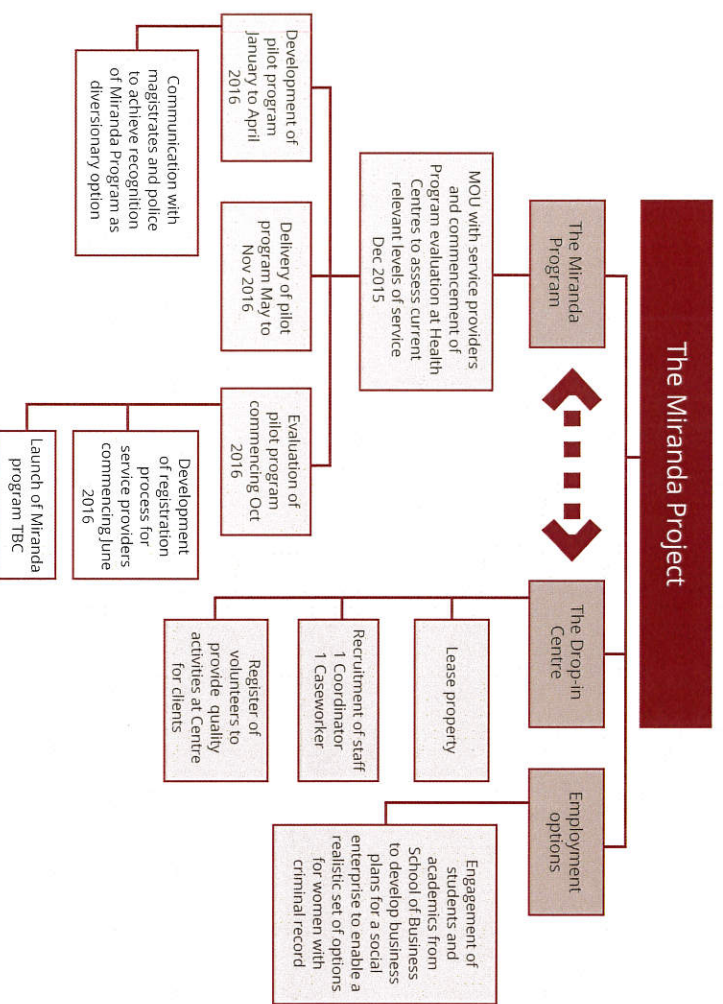 The Miranda Project
The Miranda
Program
MOU with service providers
and commencement of
Program evaluation at Health
Centres to assess current
relevant levels of service
Dec 2015
Development of
pilot program
January to April
2016
Communication with
magistrates and police
to achieve recognition
of Miranda Program as
diversionary option
Delivery of pilot
program May to
Nov 2016
Evaluation of
pilot program
commencing Oct
2016
Development
of registration
process for
service providers
commencing June
2016
Launch of Miranda
program TBC
The Drop-in
Centre
Lease property
Recruitment of staff
1 Coordinator
1 Caseworker
Register of
volunteers to
provide quality
activities at Centre
for clients
Employment
options
Engagement of
students and
academics from
School of Business
to develop business
plans for a social
enterprise to enable a
realistic set of options
for women with
criminal record